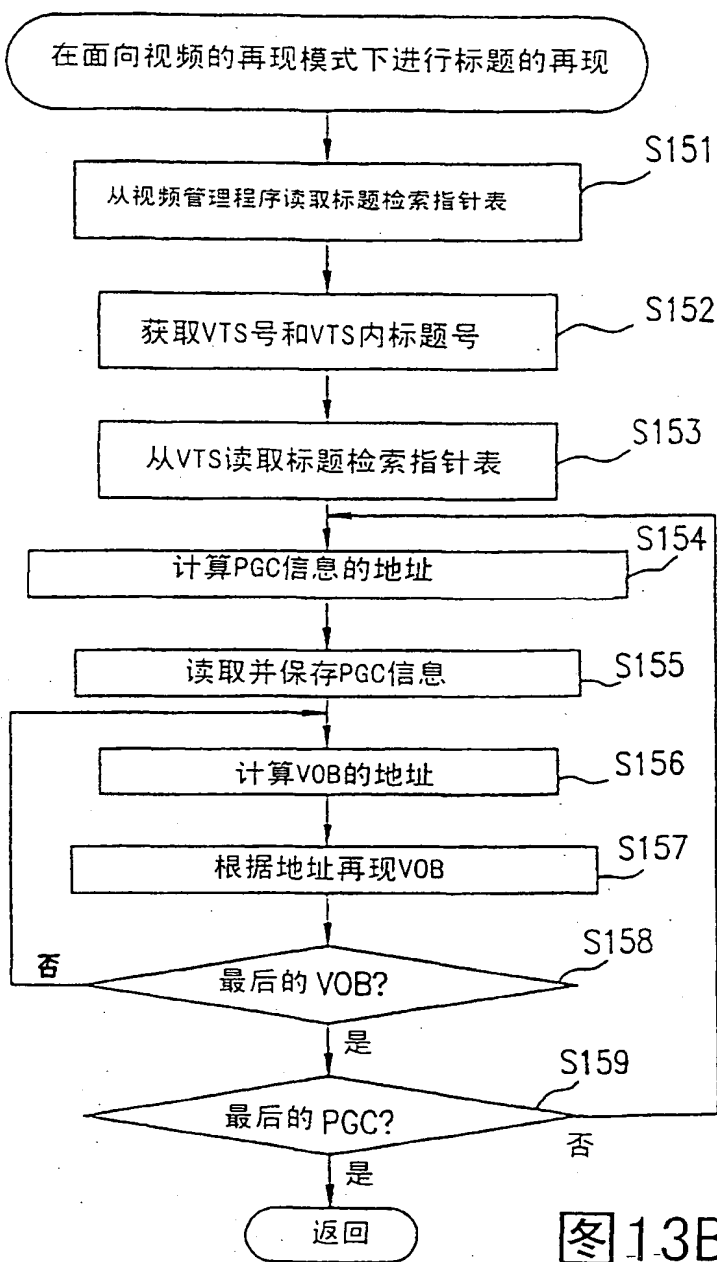 在面向视频的再现模式下进行标题的再现
S151
从视频管理程序读取标题检索指针表
S152
获取VTS号和VTS内标题号
S153
从VTS读取标题检索指针表
S154
计算PGC信息的地址
读取并保存PGC信息
S155
计算VOB的地址
S156
根据地址再现VOB
S157
最后的VOB?
S158
否
是
最后的PGC?
S159
否
是
返回
图13B